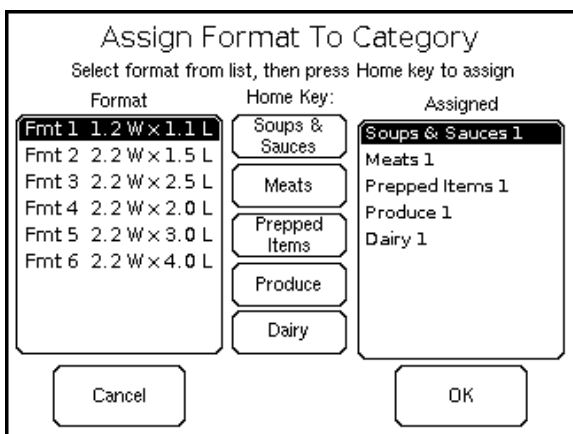 Assign Format To Category
Select format from list, then press Home key to assign
Format
Fmt 1 1.2 W × 1.1 L
Fmt 2 2.2 W × 1.5 L
Fmt 3 2.2 W × 2.5 L
Fmt 4 2.2 W × 2.0 L
Fmt 5 2.2 W × 3.0 L
Fmt 6 2.2 W × 4.0 L
Home Key:
Soups &
Sauces
Meats
Prepped
Items
Produce
Dairy
Assigned
Soups & Sauces 1
Meats 1
Prepped Items 1
Produce 1
Dairy 1
Cancel
OK